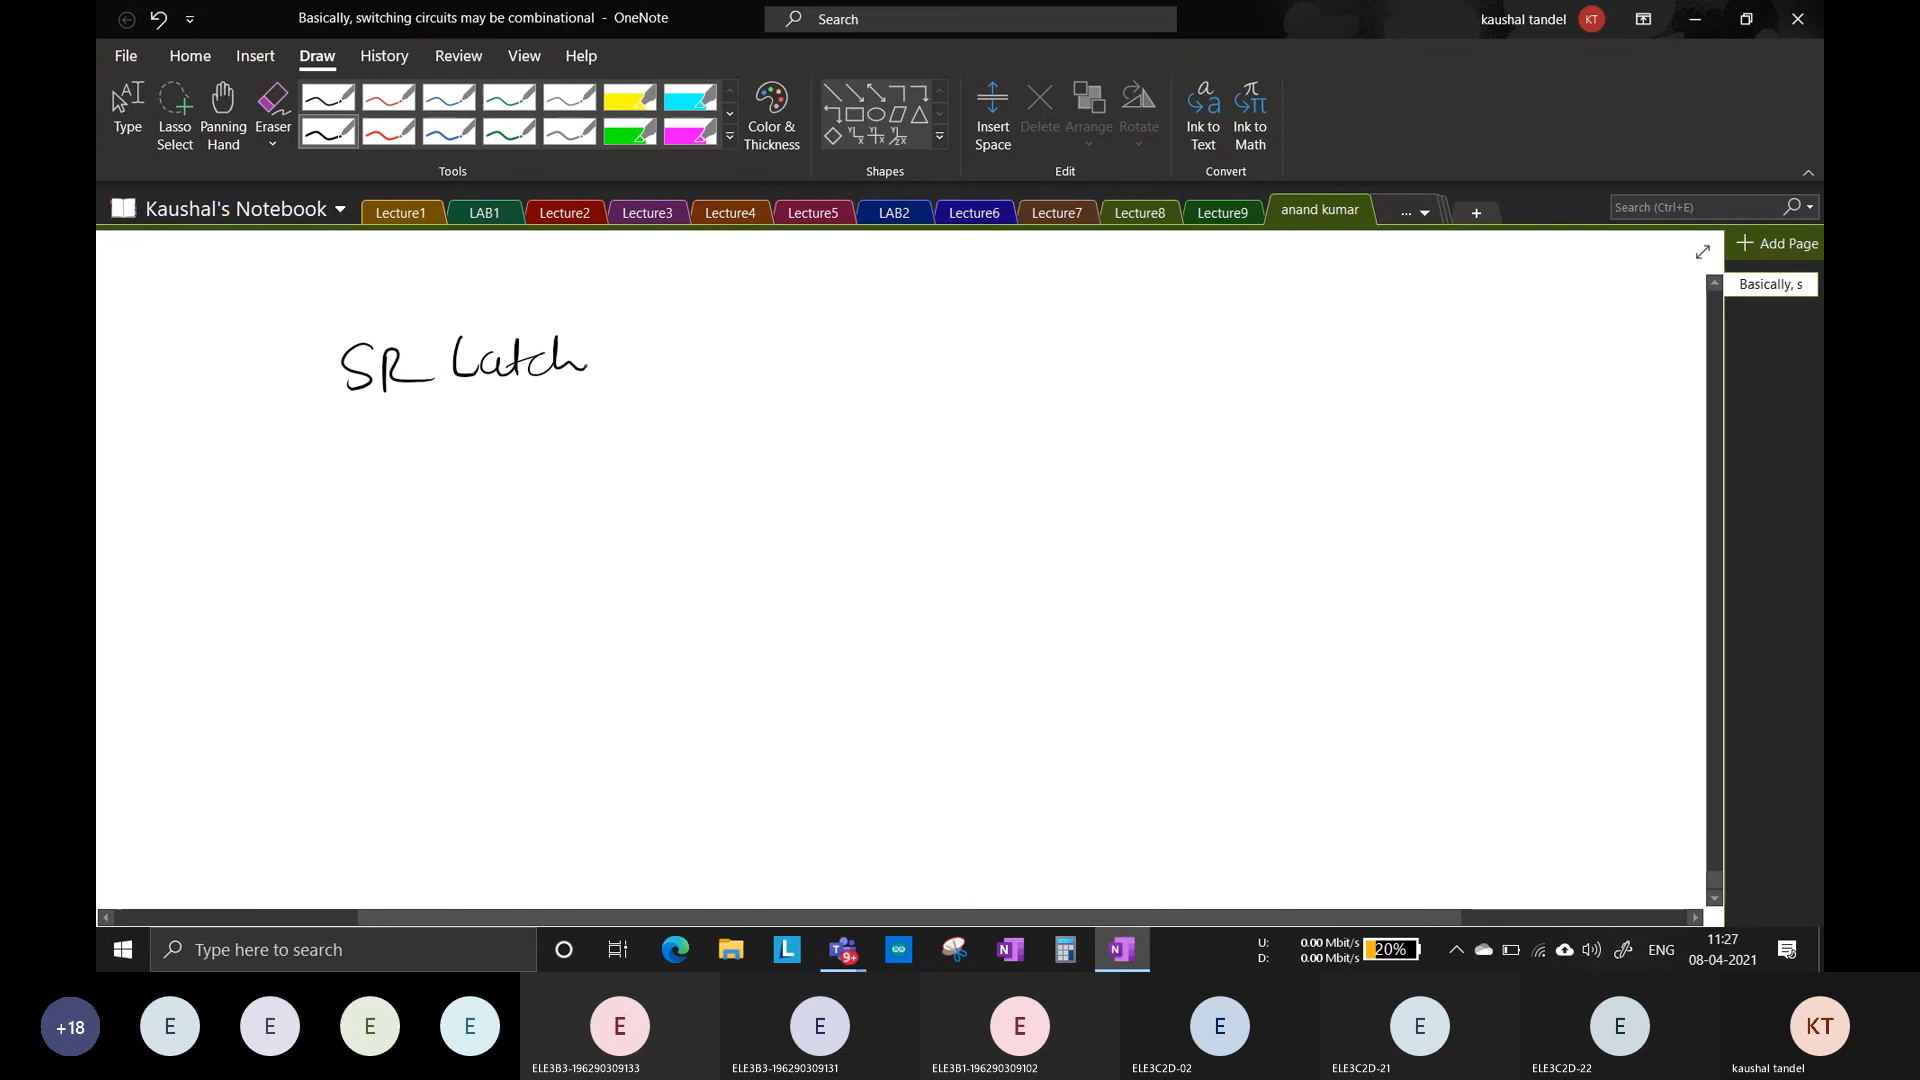 Basically, switching circuits may be combinational - OneNote
Search
kaushal tandel KT
File Home Insert Draw History Review View Help
Type
Lasso Select
Panning Hand
Eraser
Color & Thickness
Insert Space
Delete
Arrange
Rotate
Ink to Text
Ink to Math
Tools Shapes Edit Convert
Kaushal's Notebook Lecture1 LAB1 Lecture2 Lecture3 Lecture4 Lecture5 LAB2 Lecture6 Lecture7 Lecture8 Lecture9 anand kumar ... +
Search (Ctrl+E)
Add Page
Basically, s
SR Latch
Type here to search
U: 0.00 Mbit/s
D: 0.00 Mbit/s
20%
ENG
11:27
08-04-2021
9+
+18 E E E E E E E E E E KT
ELE3B3-196290309133 ELE3B3-196290309131 ELE3B1-196290309102 ELE3C2D-02 ELE3C2D-21 ELE3C2D-22 kaushal tandel